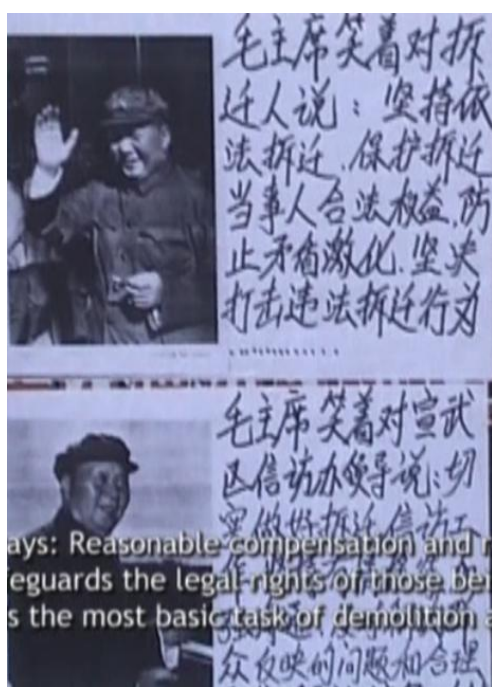 毛主席笑着对拆
迁人说：坚持依
法拆迁、保护拆迁
当事人合法权益、防
止矛盾激化、坚决
打击违法拆迁行为
毛主席笑着对宣武
区信访办领导说：切
实做好拆迁信访工
ays: Reasonable compensation and
eguards the legal rights of those bei
s the most basic task of demolition a
众反映的问题和合理